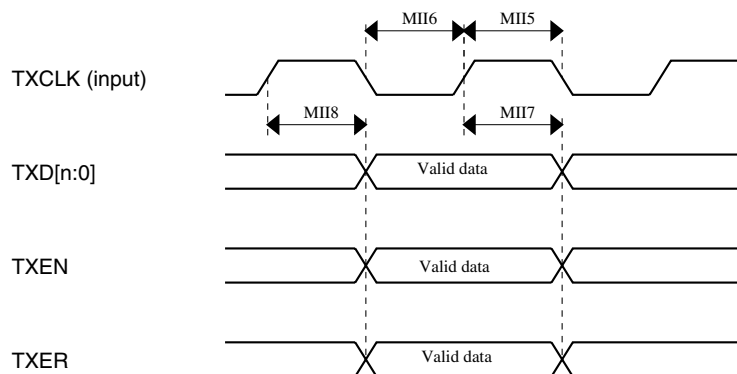 MII6 MII5
TXCLK (input)
MII8 MII7
TXD[n:0] Valid data
TXEN Valid data
TXER Valid data